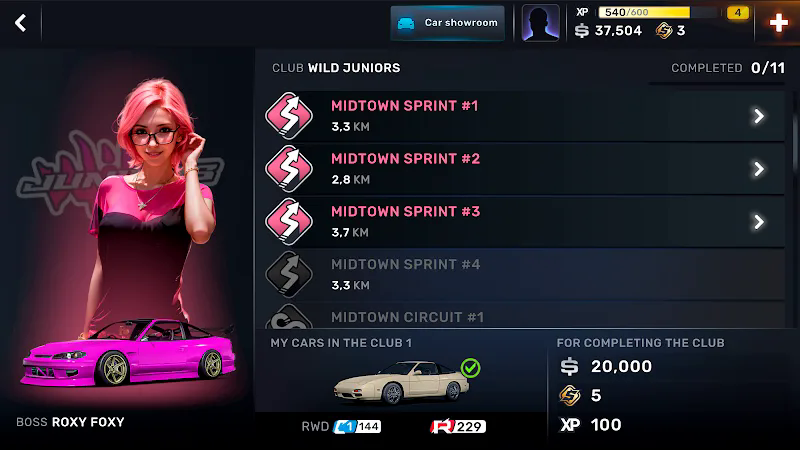 Car showroom
XP 540/600 4
37,504 3
CLUB WILD JUNIORS
COMPLETED 0/11
MIDTOWN SPRINT #1
3,3 KM
MIDTOWN SPRINT #2
2,8 KM
MIDTOWN SPRINT #3
3,7 KM
MIDTOWN SPRINT #4
3,3 KM
MIDTOWN CIRCUIT #1
JUNIORS
BOSS ROXY FOXY
MY CARS IN THE CLUB 1
RWD 144
R 229
FOR COMPLETING THE CLUB
$ 20,000
5
XP 100